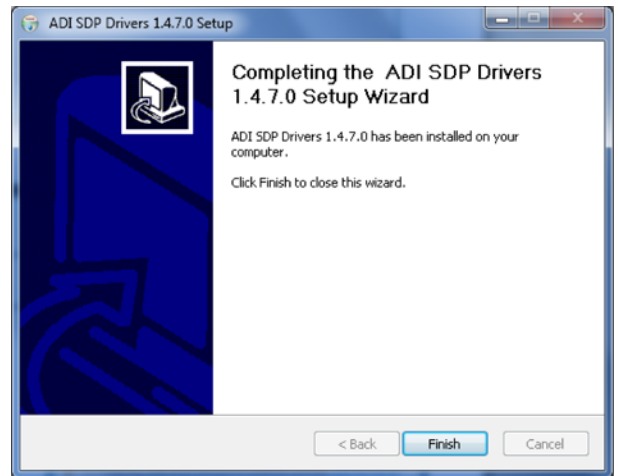 ADI SDP Drivers 1.4.7.0 Setup
Completing the ADI SDP Drivers
1.4.7.0 Setup Wizard
ADI SDP Drivers 1.4.7.0 has been installed on your
computer.
Click Finish to close this wizard.
< Back Finish Cancel